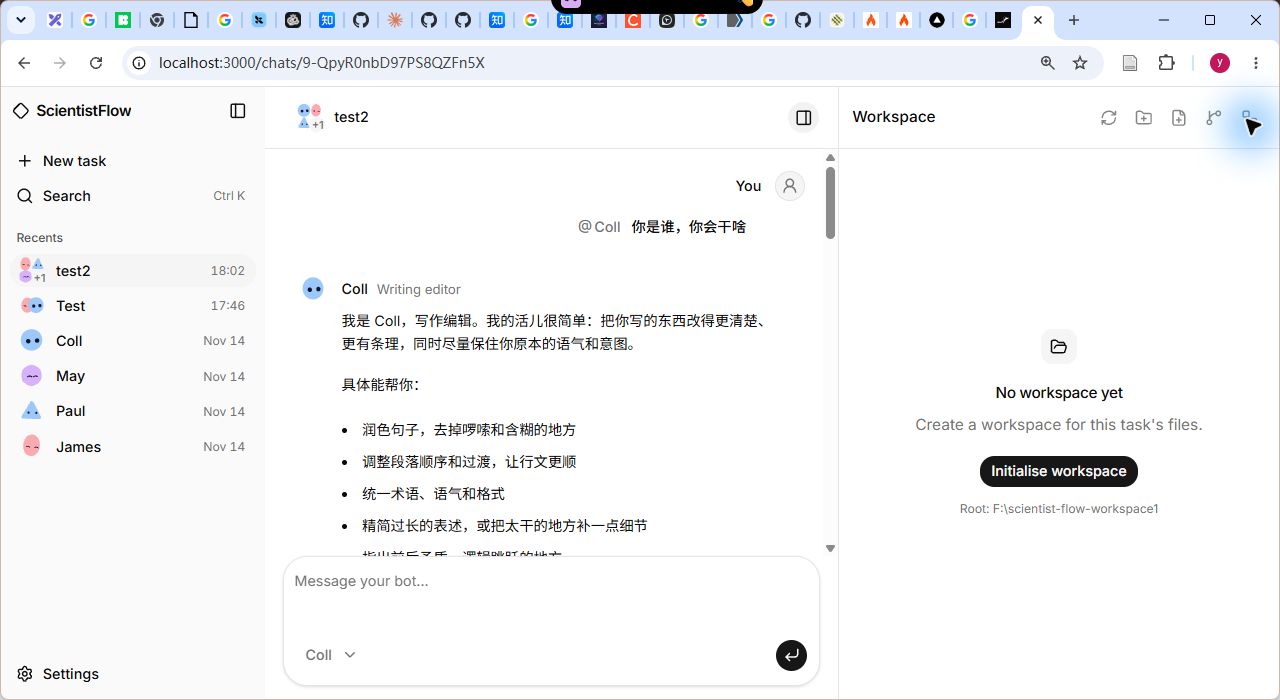 localhost:3000/chats/9-QpyR0nbD97PS8QZFn5X
y
ScientistFlow
New task
Search Ctrl K
Recents
+1 test2 18:02
Test 17:46
Coll Nov 14
May Nov 14
Paul Nov 14
James Nov 14
Settings
+1 test2
You
@Coll 你是谁，你会干啥
Coll Writing editor
我是 Coll，写作编辑。我的活儿很简单：把你写的东西改得更清楚、
更有条理，同时尽量保住你原本的语气和意图。
具体能帮你：
• 润色句子，去掉啰嗦和含糊的地方
• 调整段落顺序和过渡，让行文更顺
• 统一术语、语气和格式
• 精简过长的表述，或把太干的地方补一点细节
Message your bot...
Coll
Workspace
No workspace yet
Create a workspace for this task's files.
Initialise workspace
Root: F:\scientist-flow-workspace1